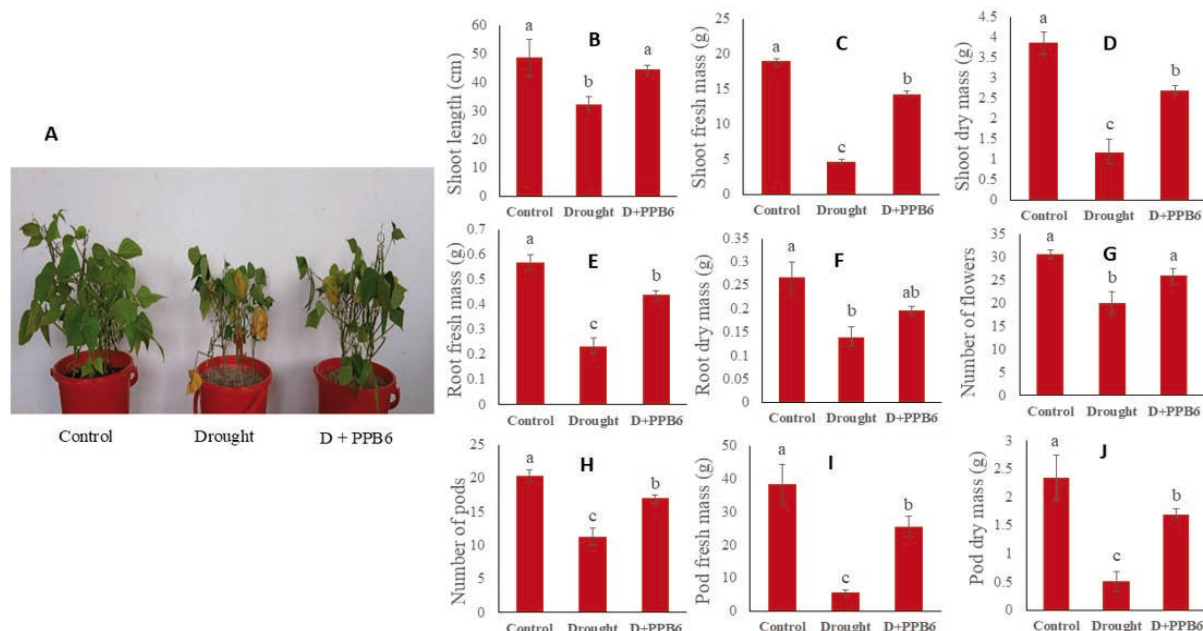 A
Control
Drought
D + PPB6
B
Shoot length (cm)
60
50
40
30
20
10
0
a
b
a
Control
Drought
D+PPB6
C
Shoot fresh mass (g)
25
20
15
10
5
0
a
c
b
Control
Drought
D+PPB6
D
Shoot dry mass (g)
4.5
4
3.5
3
2.5
2
1.5
1
0.5
0
a
c
b
Control
Drought
D+PPB6
E
Root fresh mass (g)
0.7
0.6
0.5
0.4
0.3
0.2
0.1
0
a
c
b
Control
Drought
D+PPB6
F
Root dry mass (g)
0.35
0.3
0.25
0.2
0.15
0.1
0.05
0
a
b
ab
Control
Drought
D+PPB6
G
Number of flowers
35
30
25
20
15
10
5
0
a
b
a
Control
Drought
D+PPB6
H
Number of pods
25
20
15
10
5
0
a
c
b
Control
Drought
D+PPB6
I
Pod fresh mass (g)
50
40
30
20
10
0
a
c
b
Control
Drought
D+PPB6
J
Pod dry mass (g)
3
2.5
2
1.5
1
0.5
0
a
c
b
Control
Drought
D+PPB6